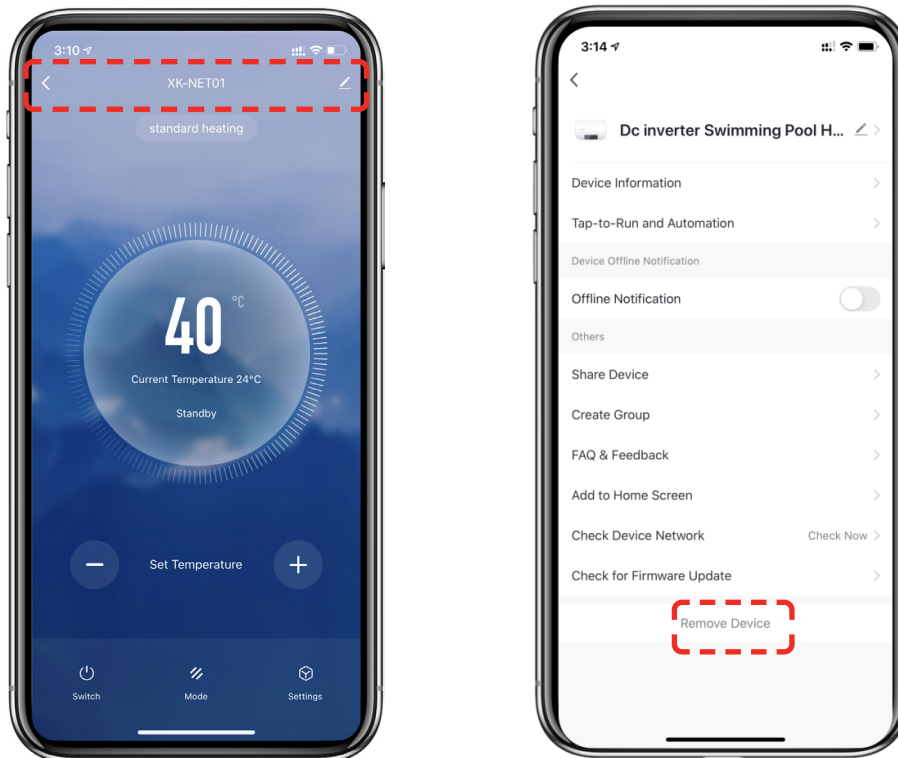 3:10
XK-NET01
standard heating
40 °C
Current Temperature 24°C
Standby
Set Temperature
Switch Mode Settings
3:14
Dc inverter Swimming Pool H...
Device Information
Tap-to-Run and Automation
Device Offline Notification
Offline Notification
Others
Share Device
Create Group
FAQ & Feedback
Add to Home Screen
Check Device Network Check Now
Check for Firmware Update
Remove Device